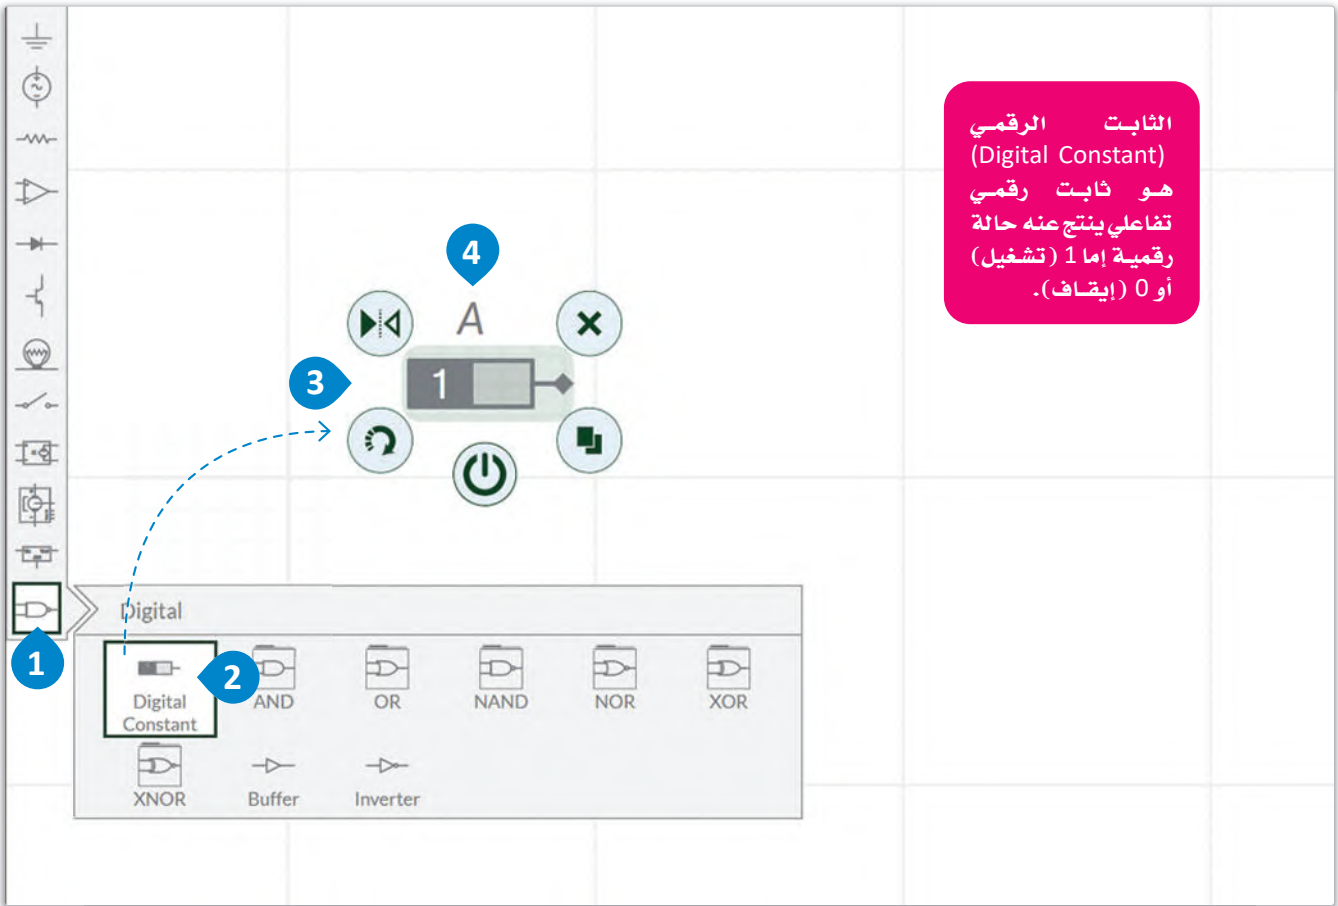 الثابت الرقمي
(Digital Constant)
هو ثابت رقمي
تفاعلي ينتج عنه حالة
رقمية إما 1 (تشغيل)
أو 0 (إيقاف).
4
A
3
1
Digital
1
2
Digital
Constant
AND
OR
NAND
NOR
XOR
XNOR
Buffer
Inverter